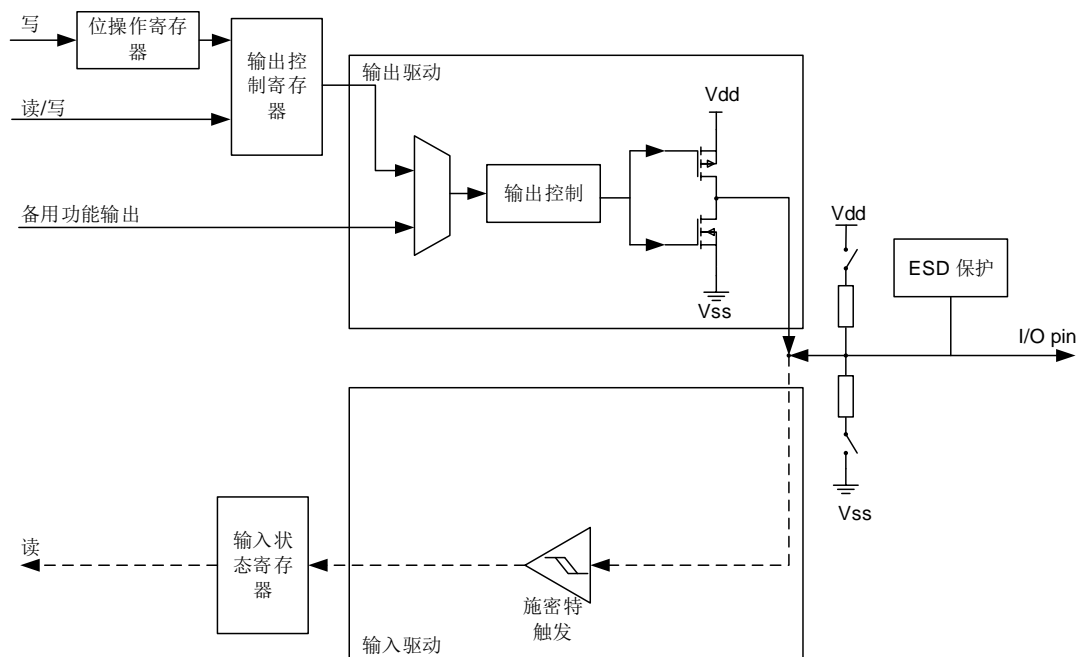 写
位操作寄存
器
输出控
制寄存
器
读/写
备用功能输出
输出驱动
Vdd
输出控制
Vss
Vdd
ESD 保护
I/O pin
Vss
输入状
态寄存
器
读
施密特
触发
输入驱动